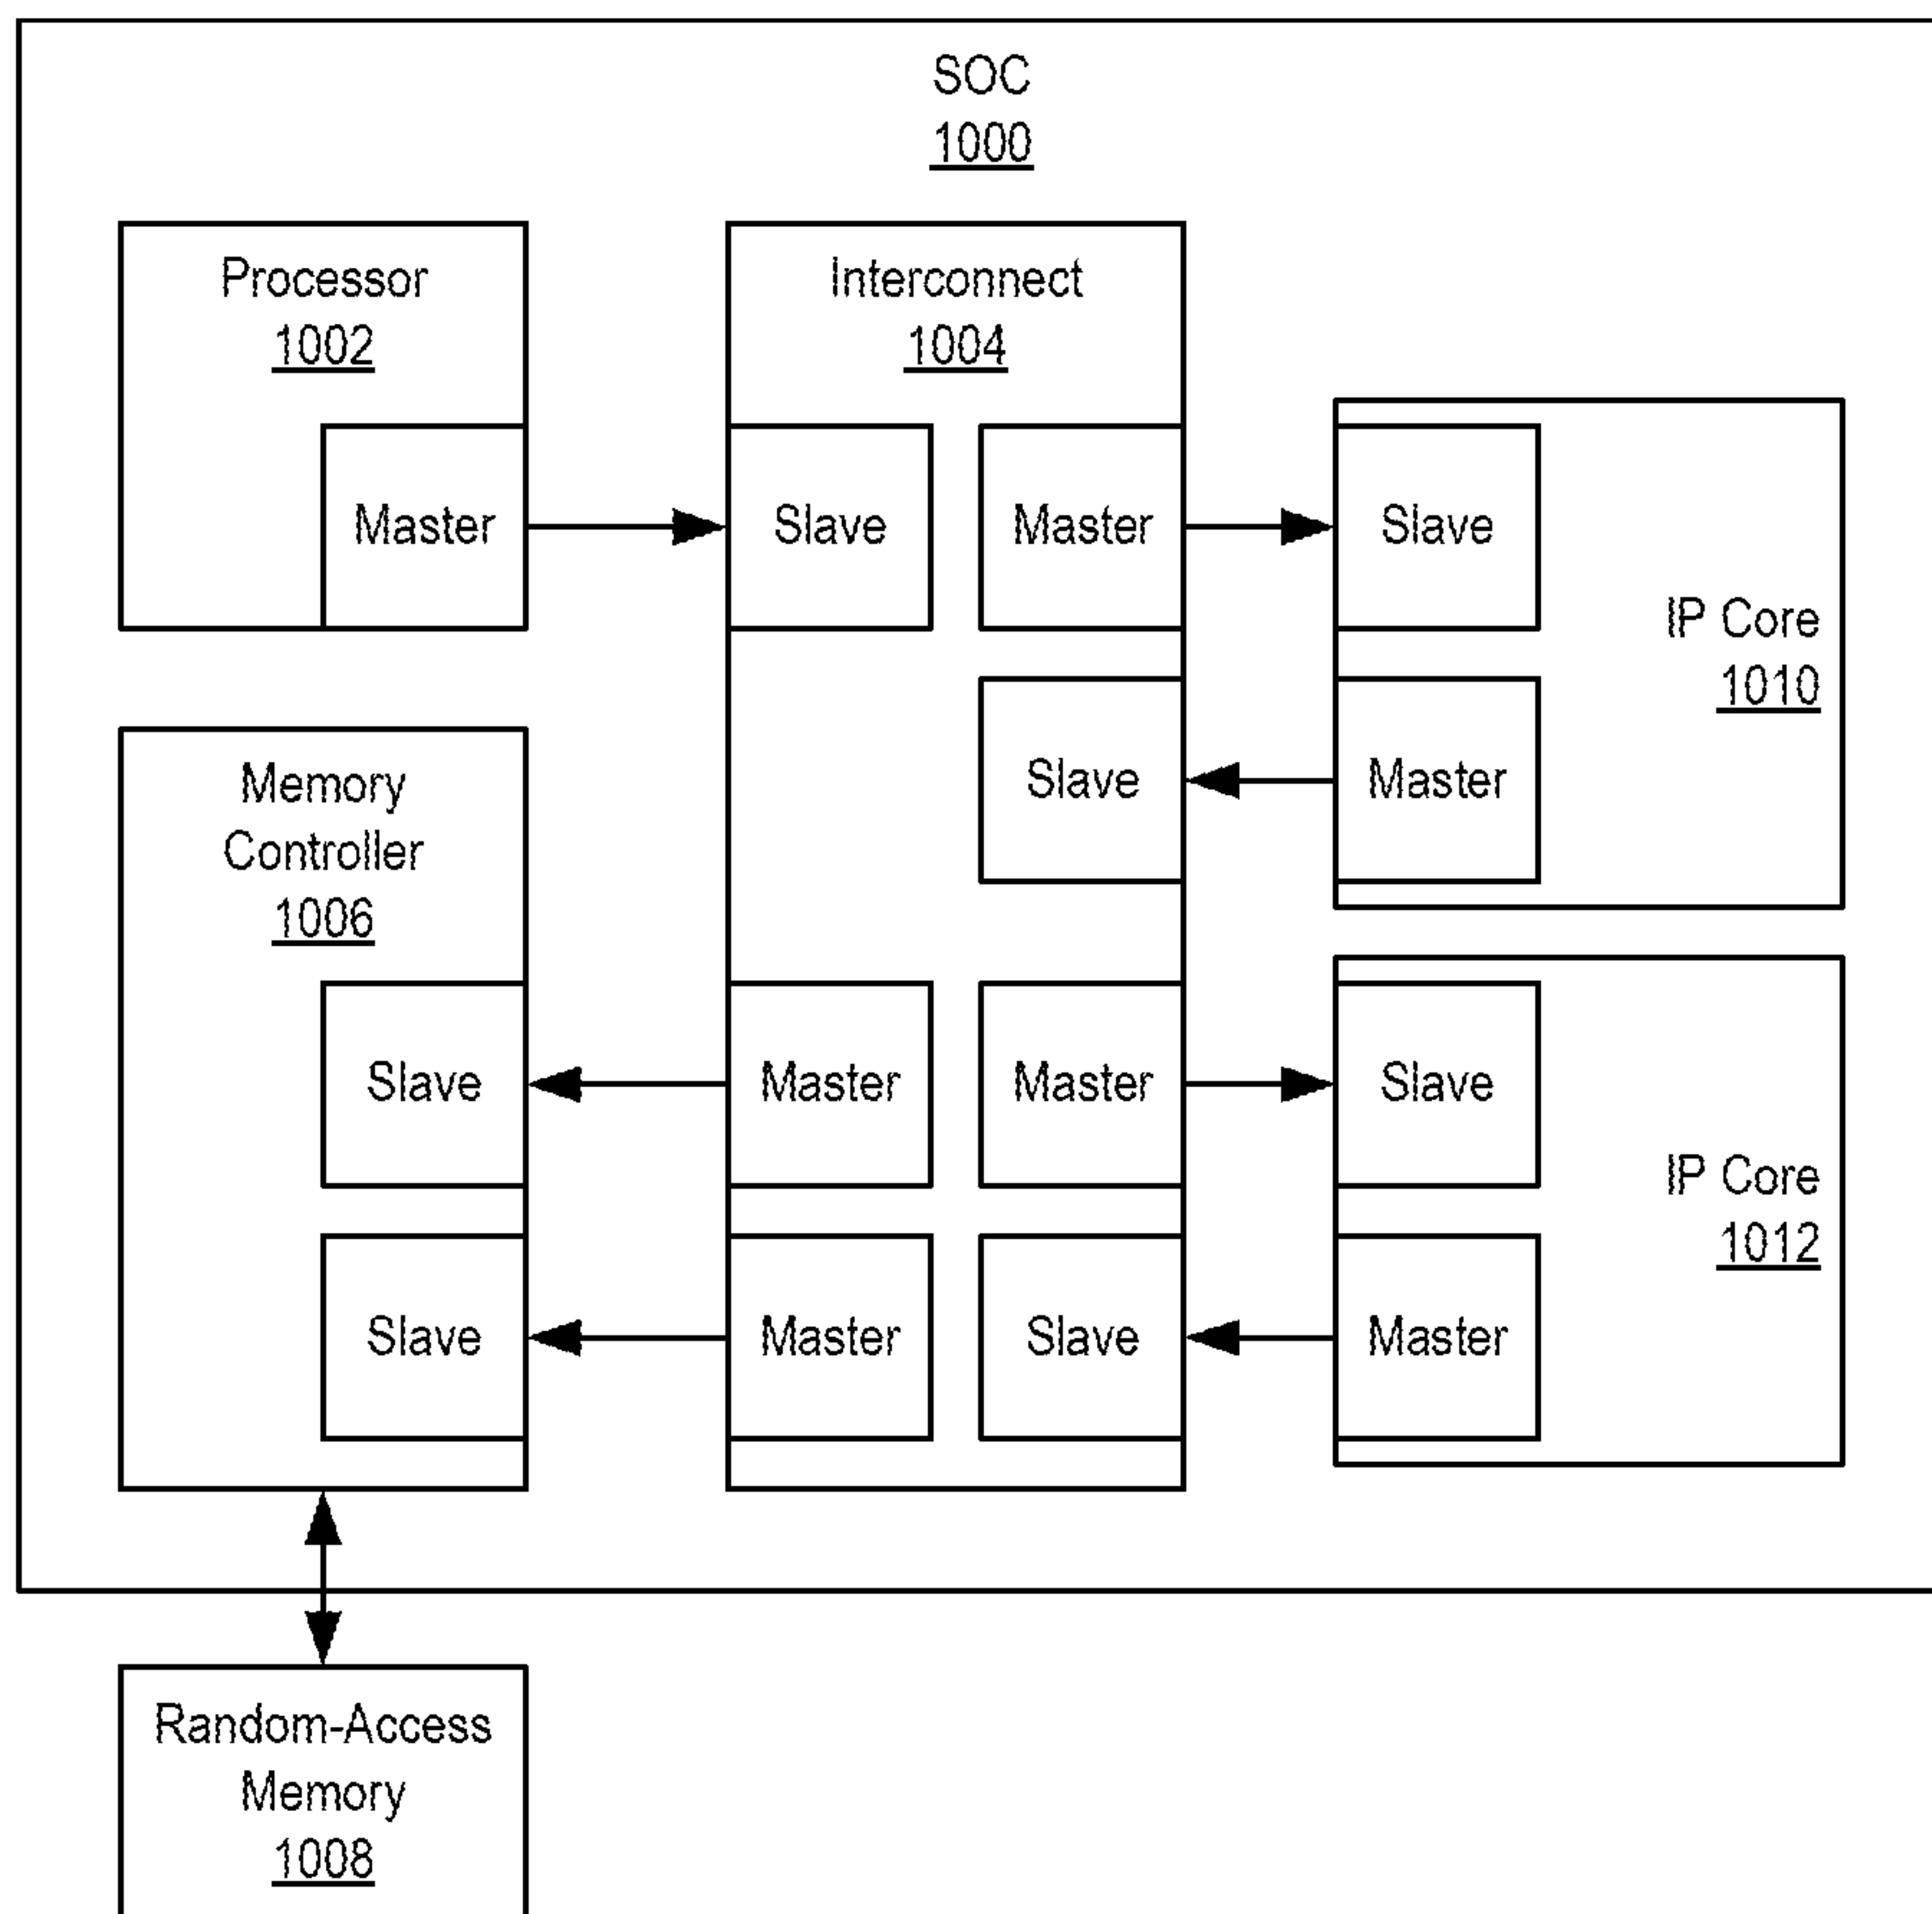 SOC
1000
Processor
1002
Master
Interconnect
1004
Slave
Master
Slave
Master
Master
Slave
Master
Slave
Slave
Master
IP Core
1010
Slave
Master
IP Core
1012
Memory
Controller
1006
Slave
Slave
Random-Access
Memory
1008